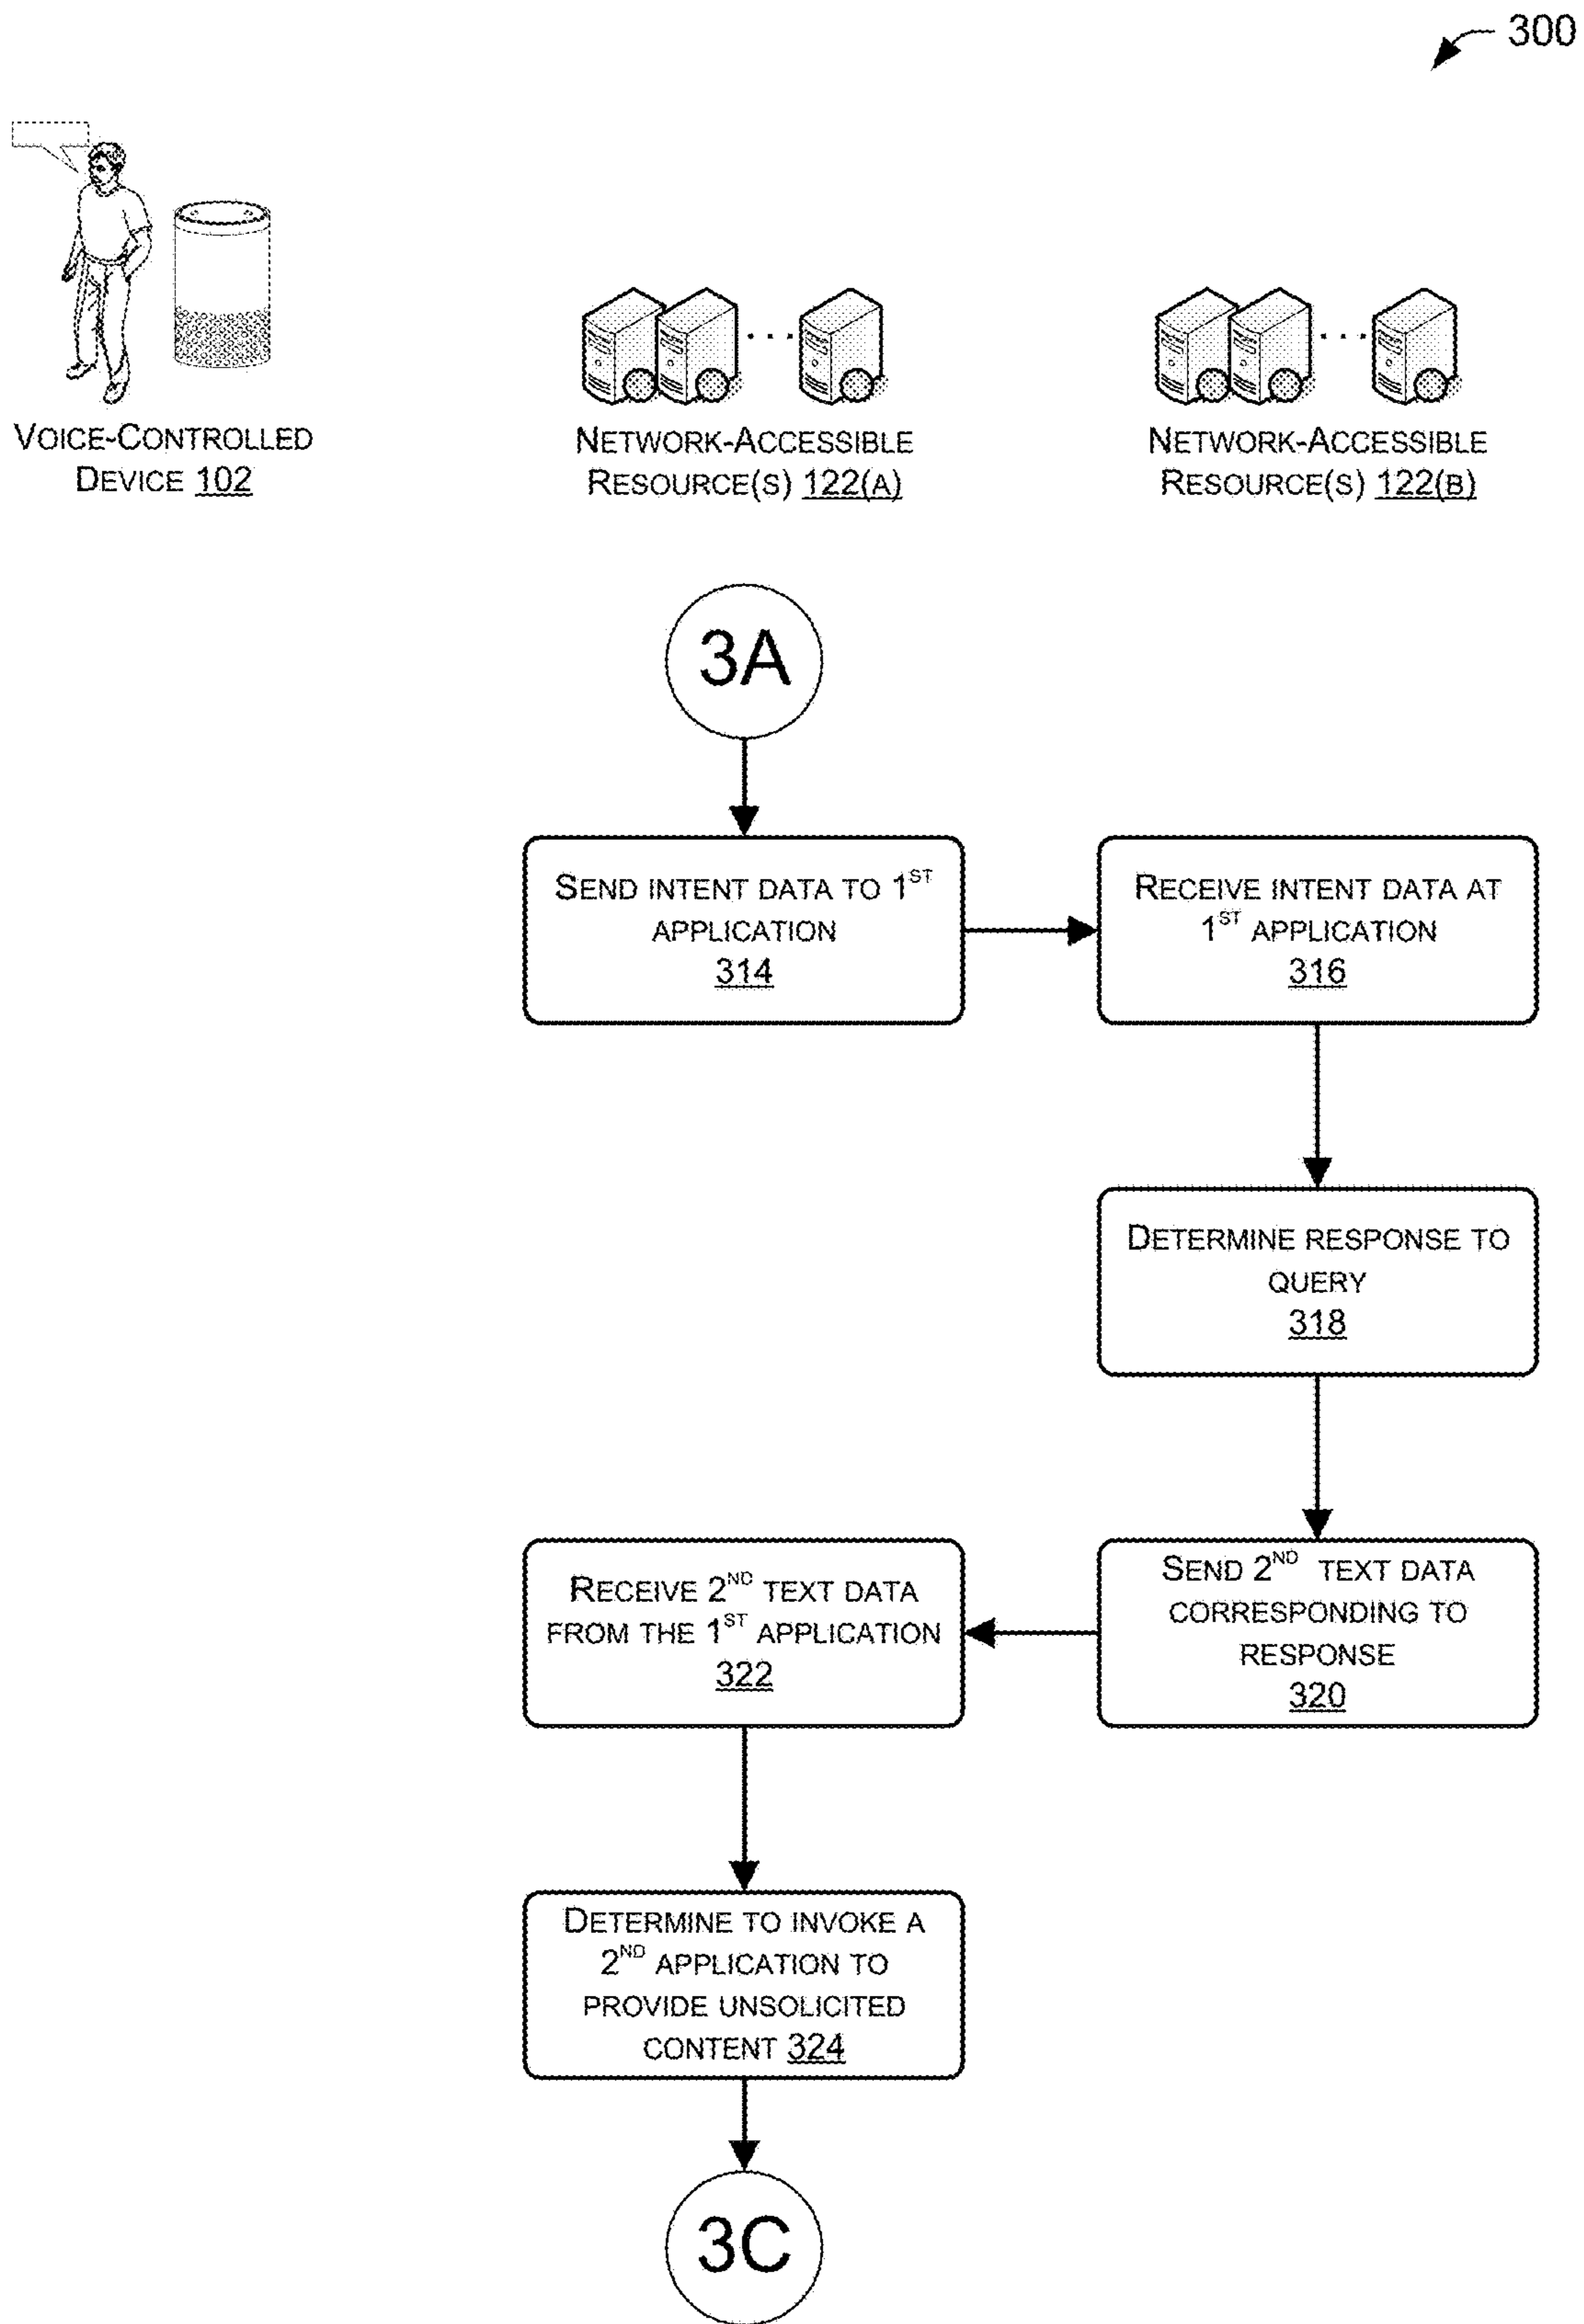 300
VOICE-CONTROLLED
DEVICE 102
NETWORK-ACCESSIBLE
RESOURCE(S) 122(A)
NETWORK-ACCESSIBLE
RESOURCE(S) 122(B)
3A
SEND INTENT DATA TO 1ST
APPLICATION
314
RECEIVE INTENT DATA AT
1ST APPLICATION
316
DETERMINE RESPONSE TO
QUERY
318
SEND 2ND TEXT DATA
CORRESPONDING TO
RESPONSE
320
RECEIVE 2ND TEXT DATA
FROM THE 1ST APPLICATION
322
DETERMINE TO INVOKE A
2ND APPLICATION TO
PROVIDE UNSOLICITED
CONTENT 324
3C